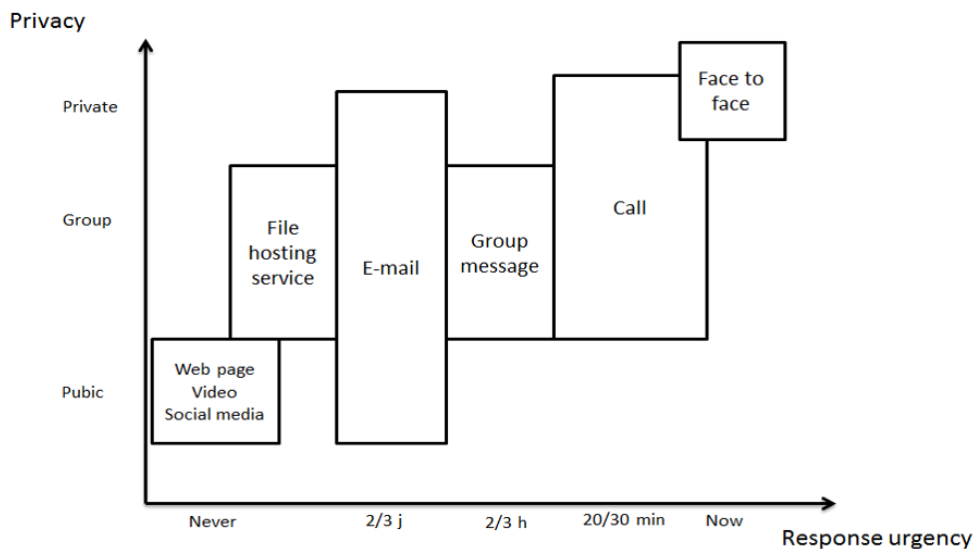 Privacy
Private
Face to
face
Group
File
hosting
service
E-mail
Group
message
Call
Pubic
Web page
Video
Social media
Never
2/3 j
2/3 h
20/30 min
Now
Response urgency